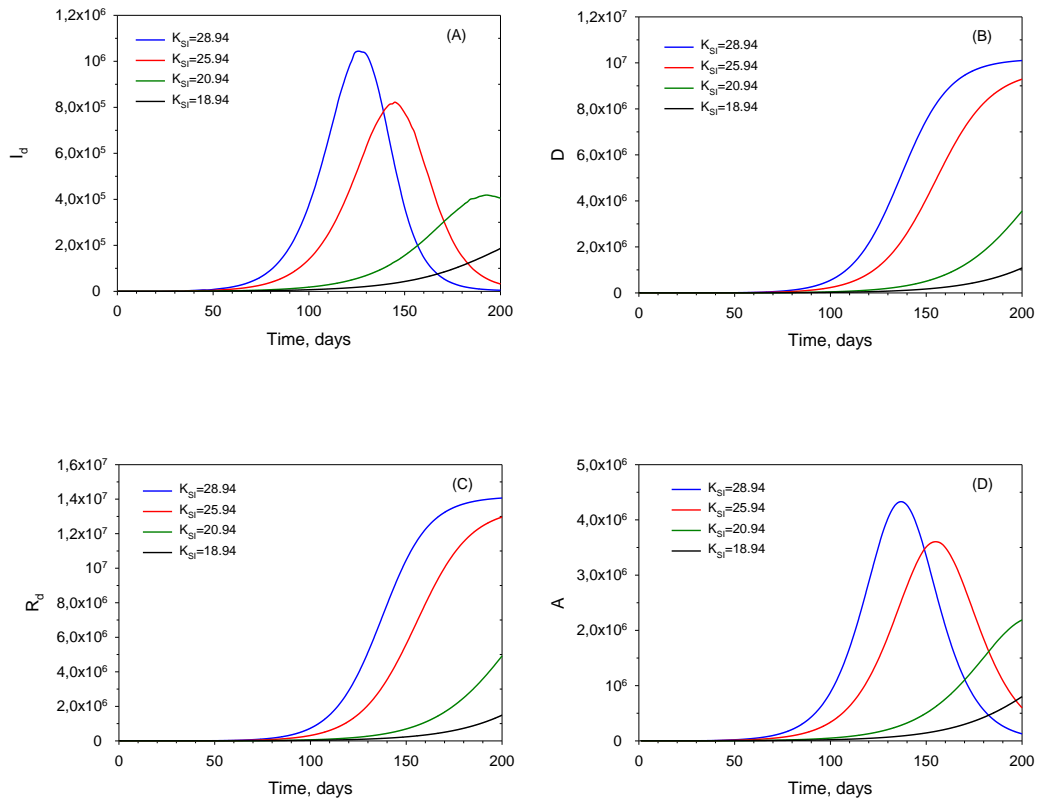 (A)
K_SI=28.94
K_SI=25.94
K_SI=20.94
K_SI=18.94
1,2x10⁶
10⁶
8,0x10⁵
6,0x10⁵
4,0x10⁵
2,0x10⁵
0
I_d
0 50 100 150 200
Time, days
(B)
K_SI=28.94
K_SI=25.94
K_SI=20.94
K_SI=18.94
1,2x10⁷
10⁷
8,0x10⁶
6,0x10⁶
4,0x10⁶
2,0x10⁶
0
D
0 50 100 150 200
Time, days
(C)
K_SI=28.94
K_SI=25.94
K_SI=20.94
K_SI=18.94
1,6x10⁷
1,4x10⁷
1,2x10⁷
10⁷
8,0x10⁶
6,0x10⁶
4,0x10⁶
2,0x10⁶
0
R_d
0 50 100 150 200
Time, days
(D)
K_SI=28.94
K_SI=25.94
K_SI=20.94
K_SI=18.94
5,0x10⁶
4,0x10⁶
3,0x10⁶
2,0x10⁶
10⁶
0
A
0 50 100 150 200
Time, days